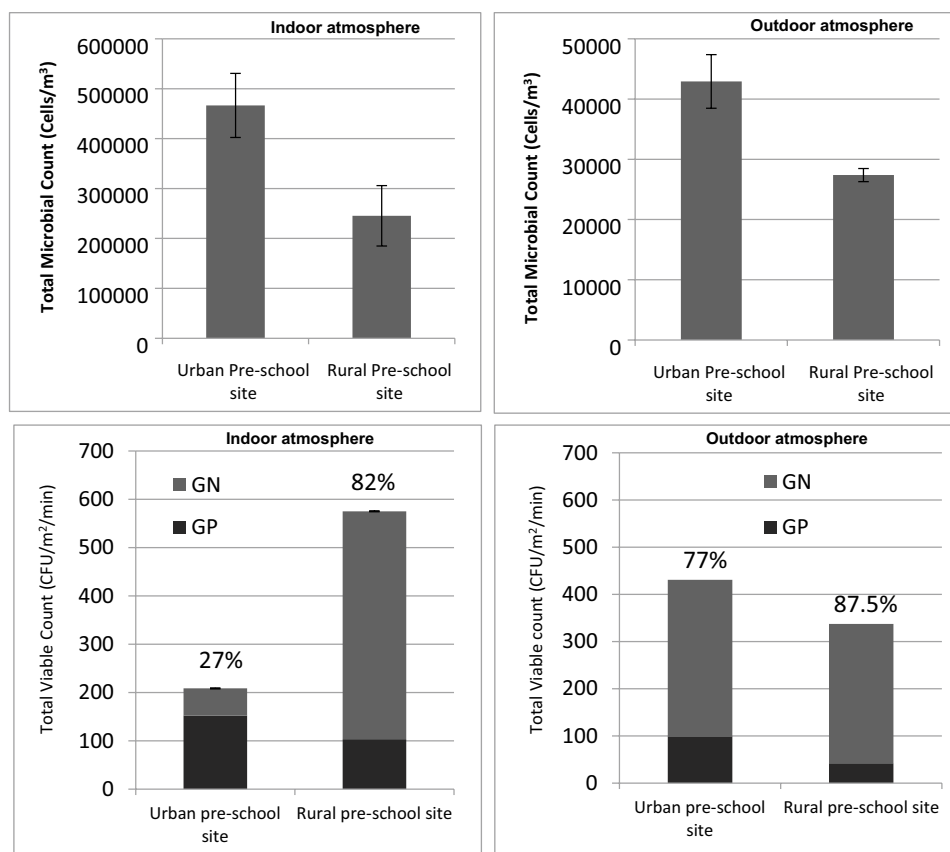 Indoor atmosphere
Total Microbial Count (Cells/m³)
600000
500000
400000
300000
200000
100000
0
Urban Pre-school
site
Rural Pre-school
site
Outdoor atmosphere
Total Microbial Count (Cells/m³)
50000
40000
30000
20000
10000
0
Urban Pre-school
site
Rural Pre-school
site
Indoor atmosphere
Total Viable Count (CFU/m²/min)
700
600
500
400
300
200
100
0
GN
GP
27%
82%
Urban pre-school
site
Rural pre-school site
Outdoor atmosphere
Total Viable count (CFU/m²/min)
700
600
500
400
300
200
100
0
GN
GP
77%
87.5%
Urban pre-school
site
Rural pre-school site